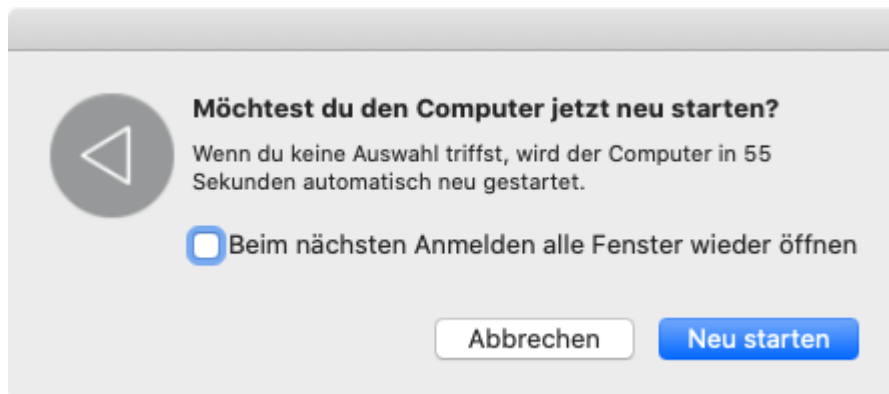 Möchtest du den Computer jetzt neu starten?
Wenn du keine Auswahl triffst, wird der Computer in 55
Sekunden automatisch neu gestartet.
Beim nächsten Anmelden alle Fenster wieder öffnen
Abbrechen
Neu starten